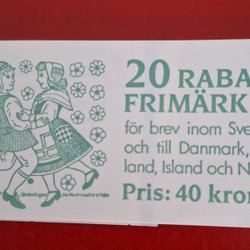 20 RABA
FRIMÄRK
för brev inom Sve
och till Danmark,
land, Island och N
Pris: 40 kron